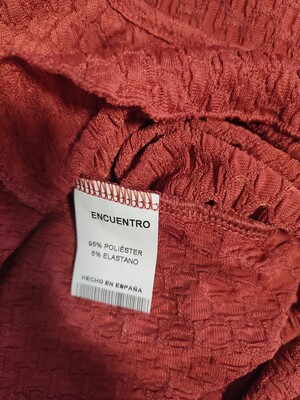 ENCUENTRO
95% POLIÉSTER
5% ELASTANO
HECHO EN ESPAÑA